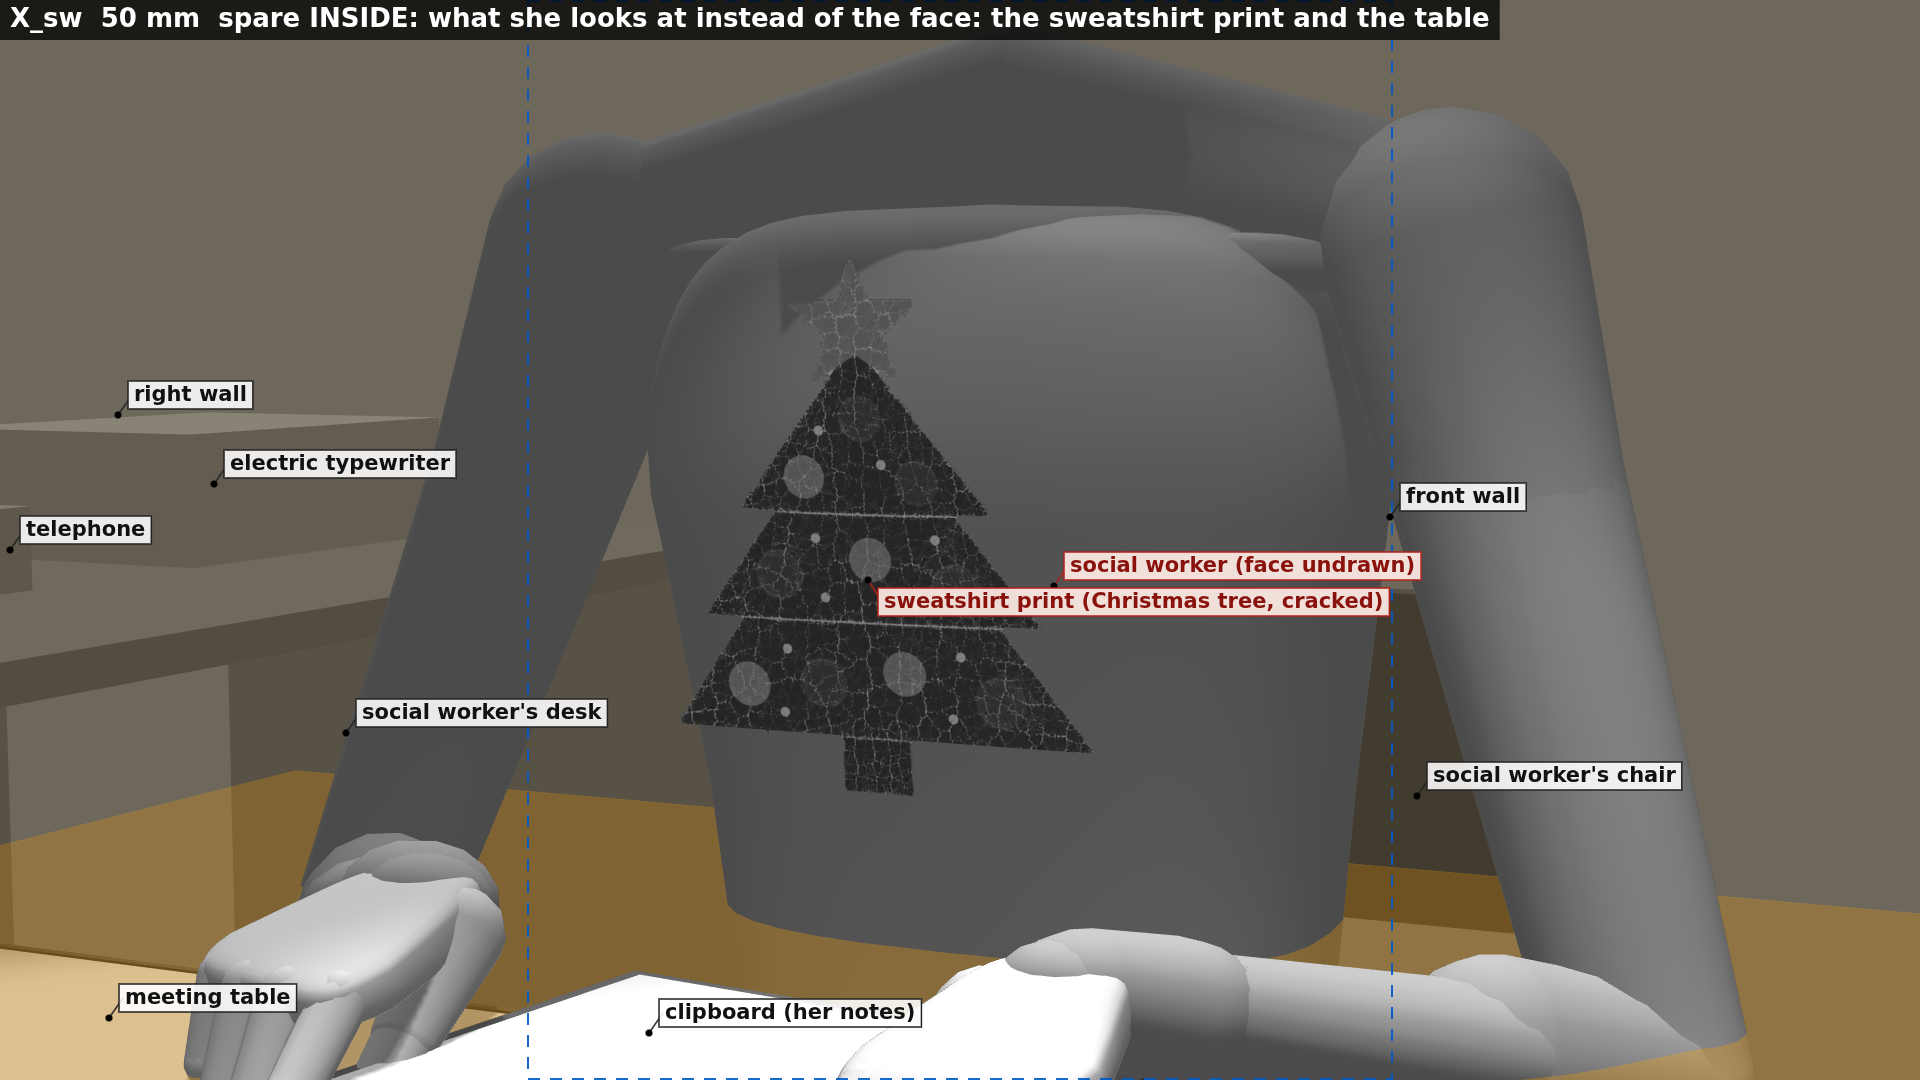 X_sw 50 mm spare INSIDE: what she looks at instead of the face: the sweatshirt print and the table
right wall
electric typewriter
telephone
front wall
social worker (face undrawn)
sweatshirt print (Christmas tree, cracked)
social worker's desk
social worker's chair
meeting table
clipboard (her notes)